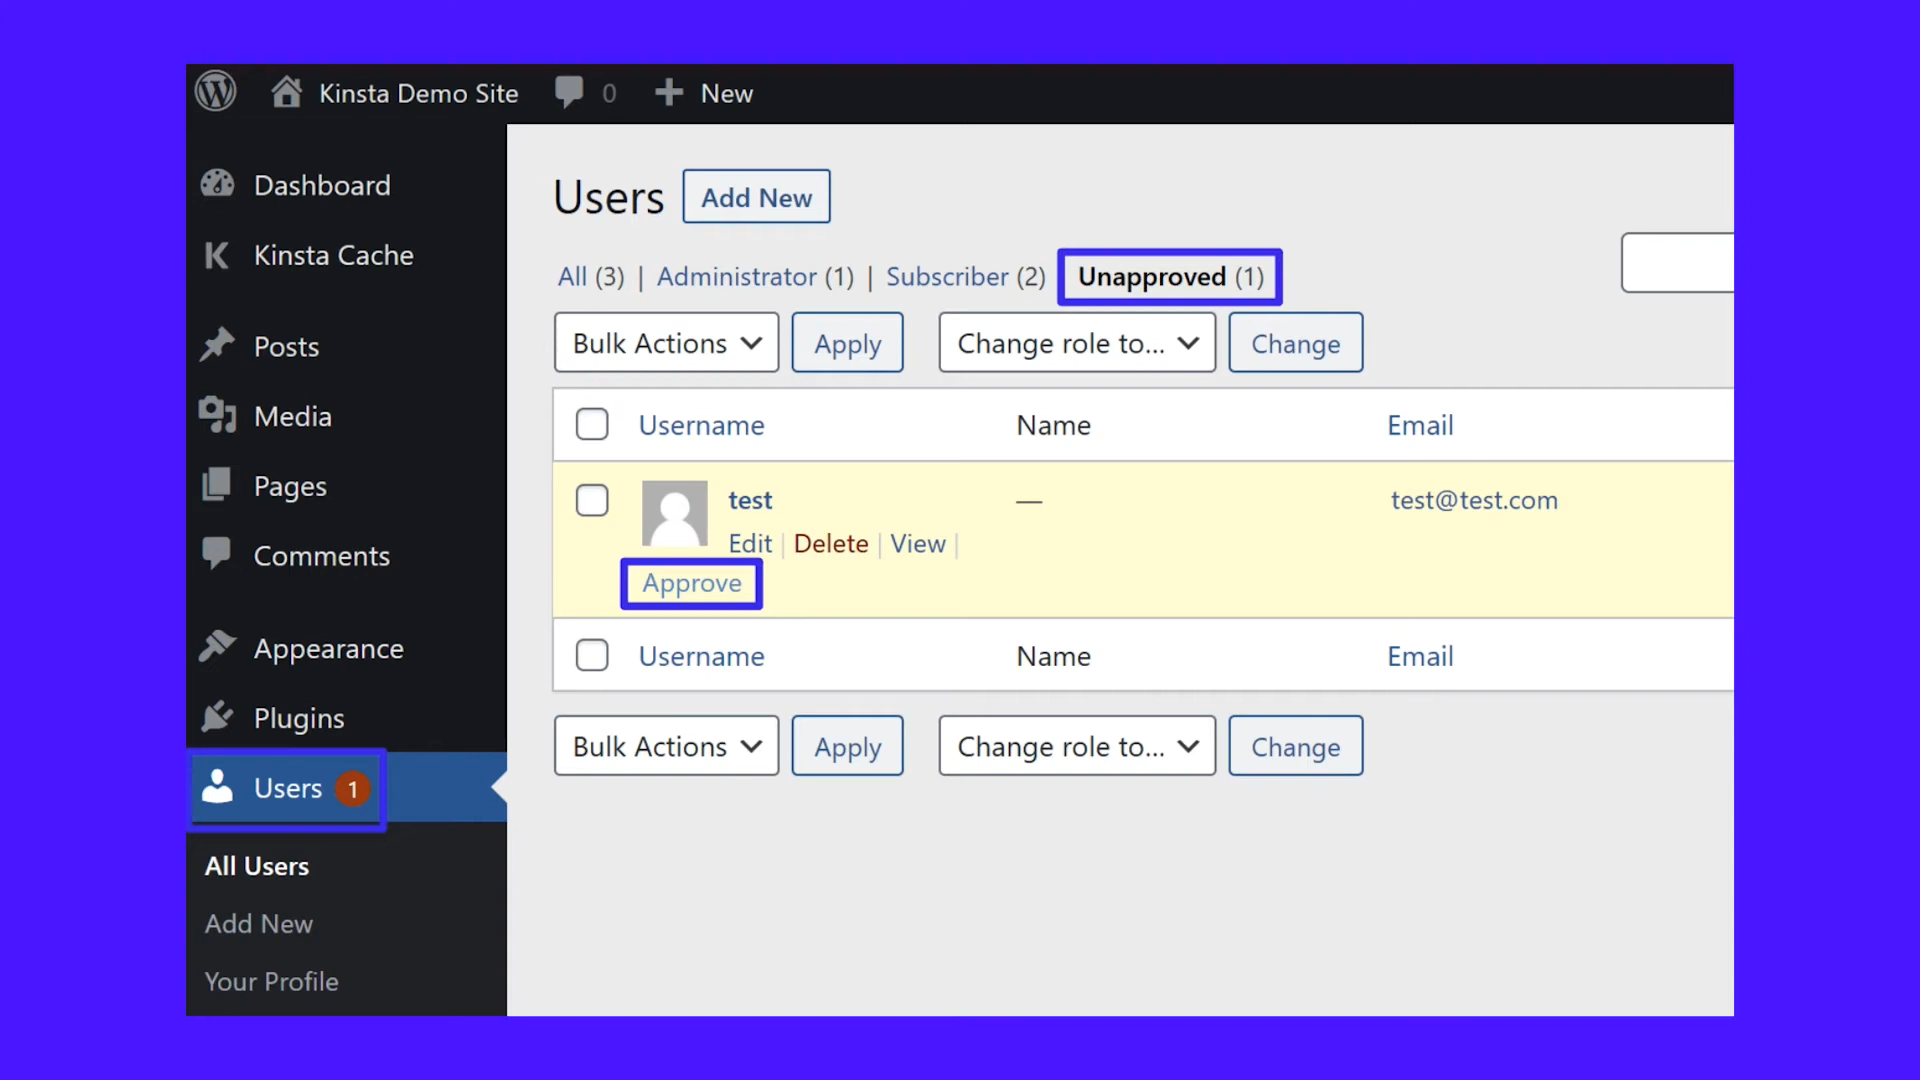 Kinsta Demo Site 0 New
Dashboard
Kinsta Cache
Posts
Media
Pages
Comments
Appearance
Plugins
Users 1
All Users
Add New
Your Profile
Users Add New
All (3) | Administrator (1) | Subscriber (2) Unapproved (1)
Bulk Actions Apply Change role to... Change
Username Name Email
test — test@test.com
Edit | Delete | View |
Approve
Username Name Email
Bulk Actions Apply Change role to... Change